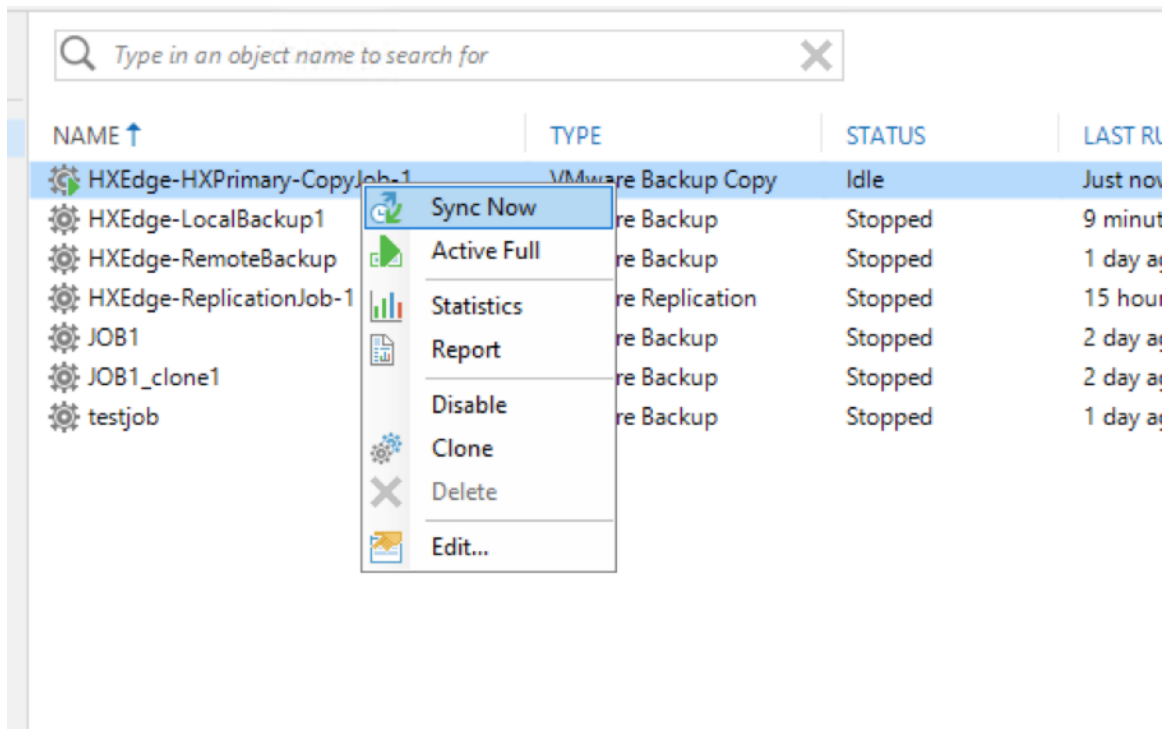 Type in an object name to search for
NAME TYPE STATUS LAST RU
HXEdge-HXPrimary-CopyJob-1 VMware Backup Copy Idle Just nov
HXEdge-LocalBackup1 re Backup Stopped 9 minut
HXEdge-RemoteBackup re Backup Stopped 1 day ag
HXEdge-ReplicationJob-1 re Replication Stopped 15 hour
JOB1 re Backup Stopped 2 day ag
JOB1_clone1 re Backup Stopped 2 day ag
testjob re Backup Stopped 1 day ag
Sync Now
Active Full
Statistics
Report
Disable
Clone
Delete
Edit...